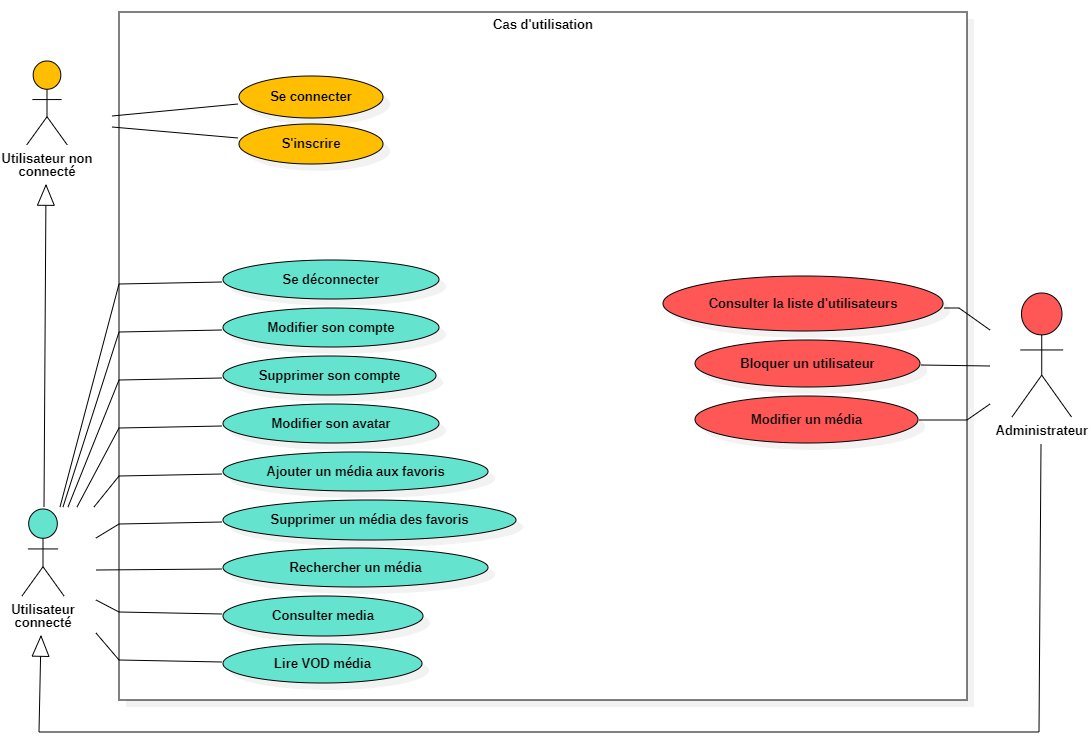 Cas d'utilisation
Se connecter
S'inscrire
Utilisateur non
connecté
Se déconnecter
Modifier son compte
Supprimer son compte
Modifier son avatar
Ajouter un média aux favoris
Supprimer un média des favoris
Rechercher un média
Consulter media
Lire VOD média
Utilisateur
connecté
Consulter la liste d'utilisateurs
Bloquer un utilisateur
Modifier un média
Administrateur